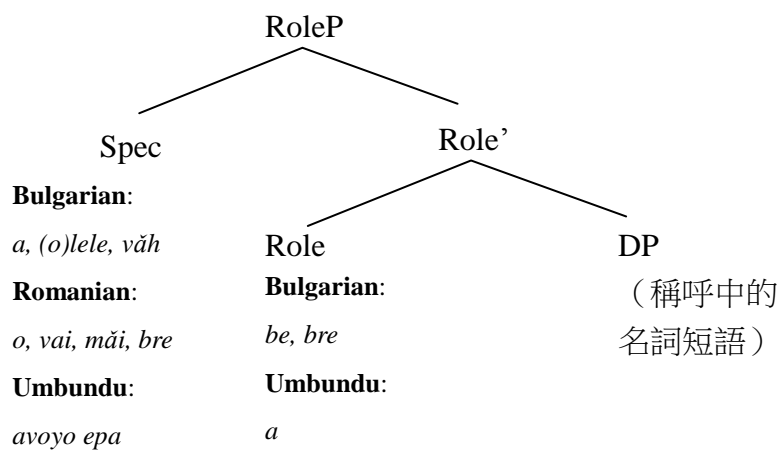 RoleP
Spec
Role’
Bulgarian:
a, (o)lele, văh
Romanian:
o, vai, măi, bre
Umbundu:
avoyo epa
Role
Bulgarian:
be, bre
Umbundu:
a
DP
（稱呼中的
名詞短語）